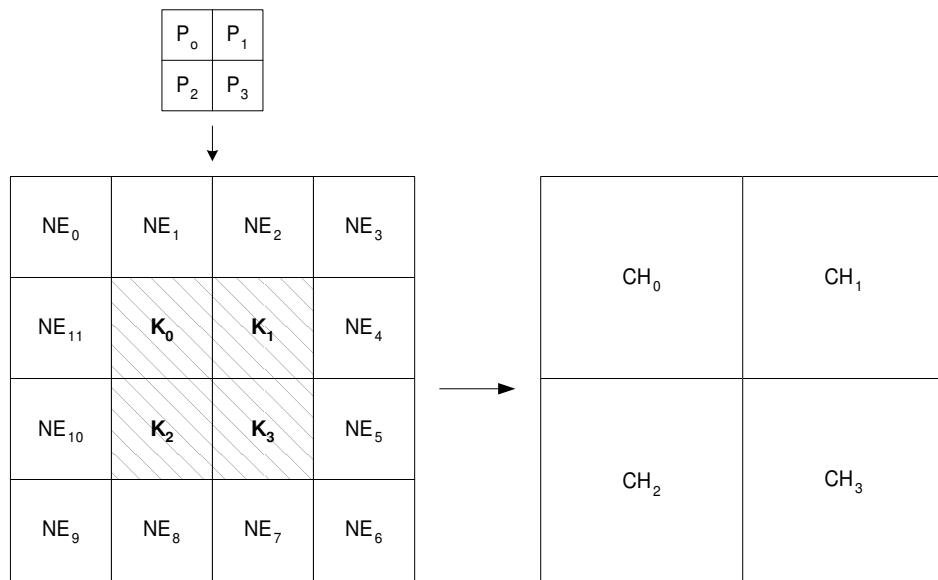 Pₒ P₁
P₂ P₃
NE₀ NE₁ NE₂ NE₃
NE₁₁ K₀ K₁ NE₄
NE₁₀ K₂ K₃ NE₅
NE₉ NE₈ NE₇ NE₆
CH₀ CH₁
CH₂ CH₃